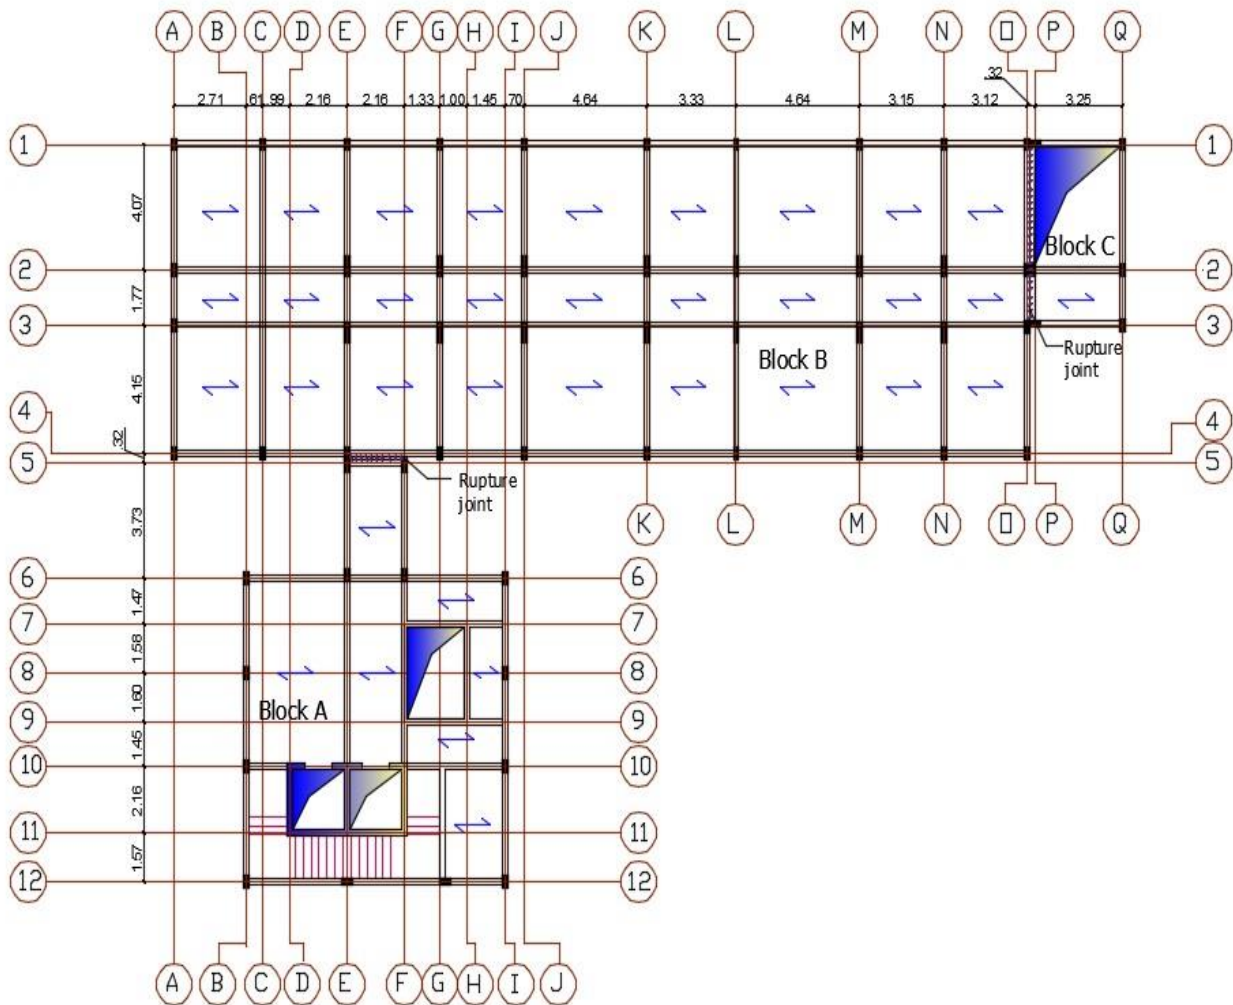 A B C D E F G H I J K L M N O P Q
.32
2.71 .61 .99 2.16 2.16 1.33 1.00 1.45 .70 4.64 3.33 4.64 3.15 3.12 3.25
1 1
4.07
Block C
2 2
1.77
3 3
Block B
Rupture
joint
4.15
4 4
.32
5 5
Rupture
joint
3.73
K L M N O P Q
6 6
1.47
7 7
1.58
8 8
1.60
Block A
9 9
1.45
10 10
2.16
11 11
1.57
12 12
A B C D E F G H I J